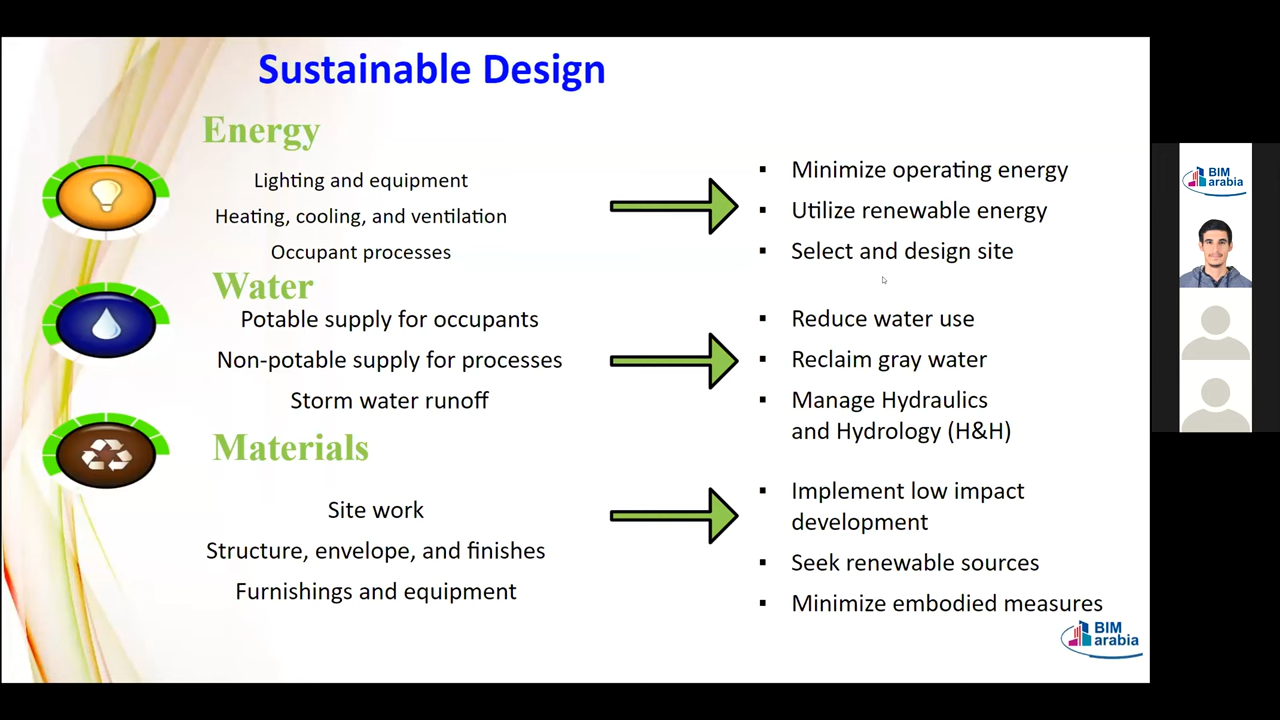 Sustainable Design
Energy
Lighting and equipment
Heating, cooling, and ventilation
Occupant processes
▪ Minimize operating energy
▪ Utilize renewable energy
▪ Select and design site
Water
Potable supply for occupants
Non-potable supply for processes
Storm water runoff
▪ Reduce water use
▪ Reclaim gray water
▪ Manage Hydraulics
and Hydrology (H&H)
Materials
Site work
Structure, envelope, and finishes
Furnishings and equipment
▪ Implement low impact
development
▪ Seek renewable sources
▪ Minimize embodied measures
BIM
arabia
BIM
arabia